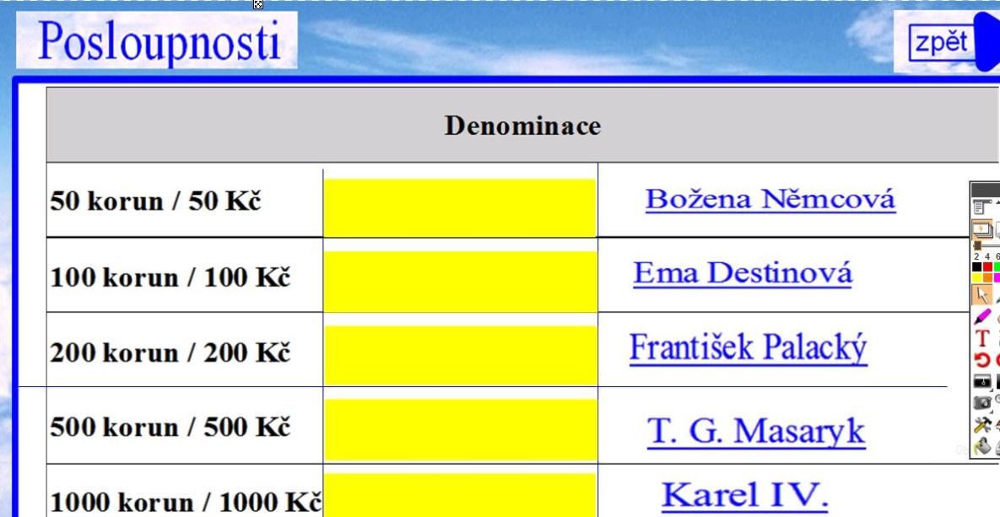 Posloupnosti
zpět
Denominace
50 korun / 50 Kč
Božena Němcová
100 korun / 100 Kč
Ema Destinová
200 korun / 200 Kč
František Palacký
500 korun / 500 Kč
T. G. Masaryk
1000 korun / 1000 Kč
Karel IV.
2 4 6
T